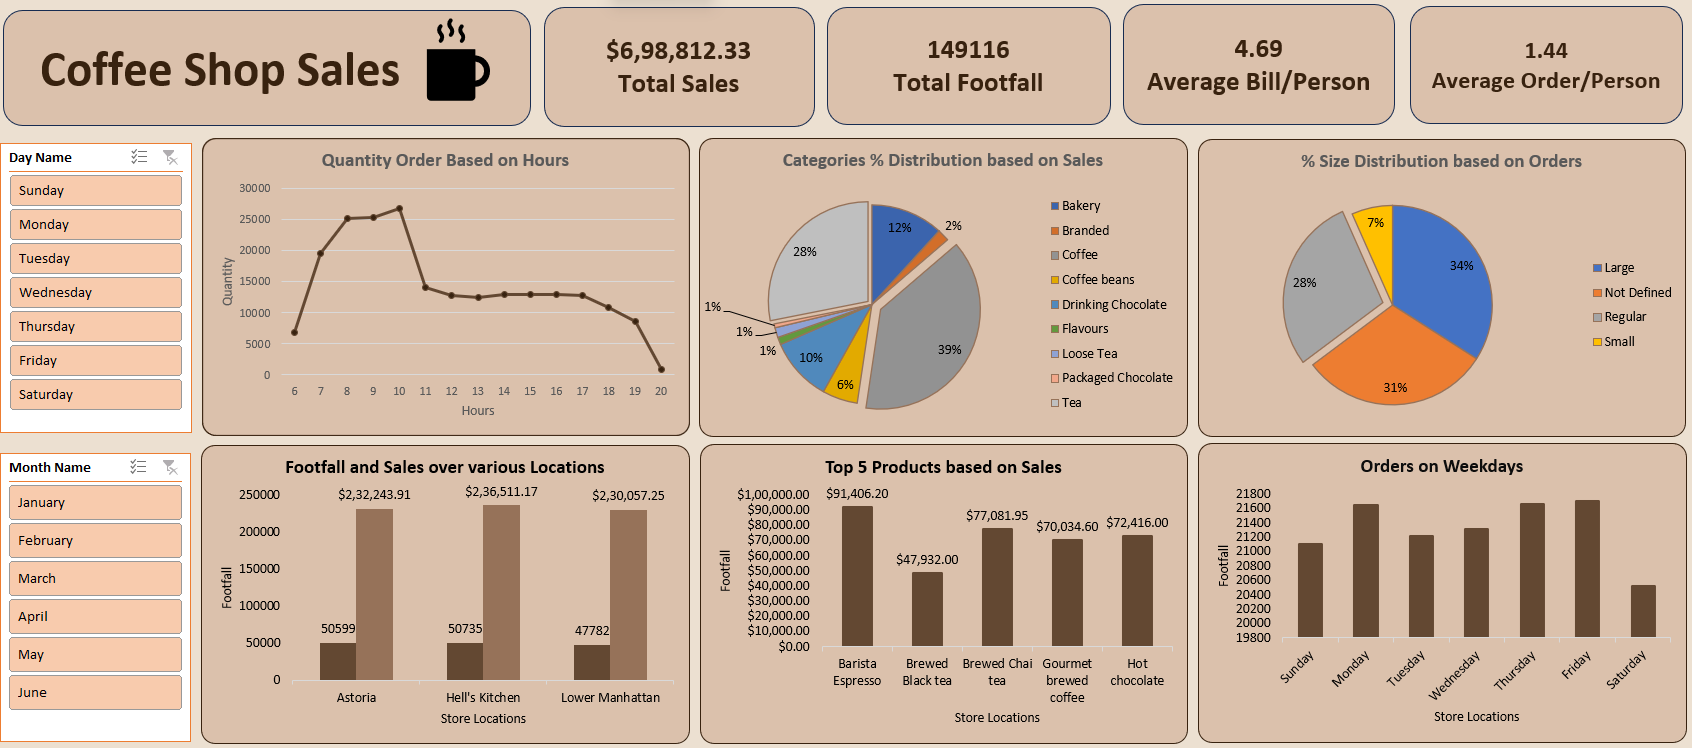 Coffee Shop Sales
$6,98,812.33
Total Sales
149116
Total Footfall
4.69
Average Bill/Person
1.44
Average Order/Person
Day Name
Sunday
Monday
Tuesday
Wednesday
Thursday
Friday
Saturday
Month Name
January
February
March
April
May
June
Quantity Order Based on Hours
30000
25000
20000
15000
10000
5000
0
Quantity
6 7 8 9 10 11 12 13 14 15 16 17 18 19 20
Hours
Categories % Distribution based on Sales
12%
2%
39%
6%
10%
1%
1%
1%
28%
Bakery
Branded
Coffee
Coffee beans
Drinking Chocolate
Flavours
Loose Tea
Packaged Chocolate
Tea
% Size Distribution based on Orders
7%
34%
28%
31%
Large
Not Defined
Regular
Small
Footfall and Sales over various Locations
250000
200000
150000
100000
50000
0
Footfall
$2,32,243.91
$2,36,511.17
$2,30,057.25
50599
50735
47782
Astoria
Hell's Kitchen
Lower Manhattan
Store Locations
Top 5 Products based on Sales
$1,00,000.00
$90,000.00
$80,000.00
$70,000.00
$60,000.00
$50,000.00
$40,000.00
$30,000.00
$20,000.00
$10,000.00
$0.00
Footfall
$91,406.20
$47,932.00
$77,081.95
$70,034.60
$72,416.00
Barista
Espresso
Brewed
Black tea
Brewed Chai
tea
Gourmet
brewed
coffee
Hot
chocolate
Store Locations
Orders on Weekdays
21800
21600
21400
21200
21000
20800
20600
20400
20200
20000
19800
Footfall
Sunday
Monday
Tuesday
Wednesday
Thursday
Friday
Saturday
Store Locations